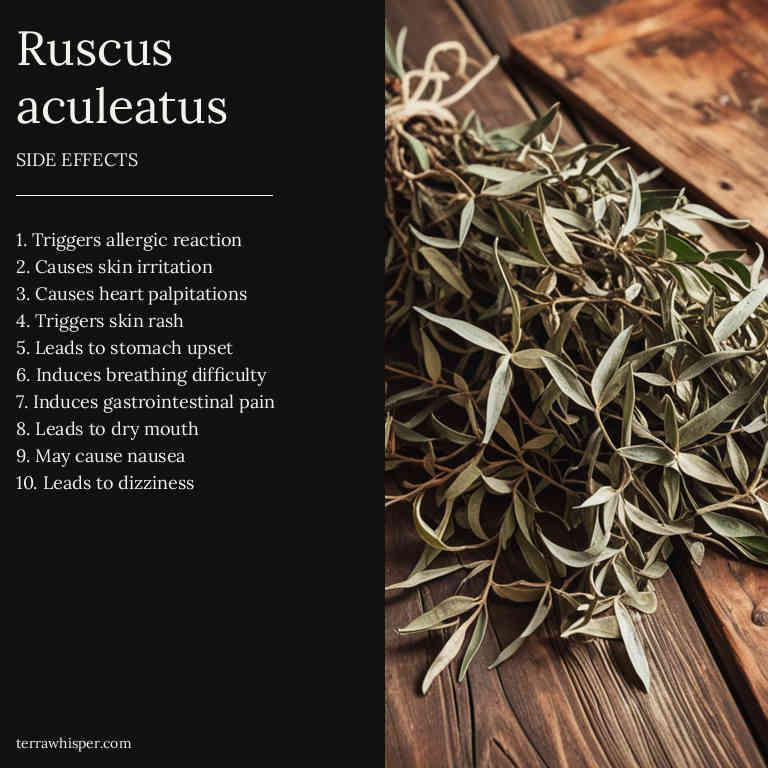 Ruscus
aculeatus
SIDE EFFECTS
1. Triggers allergic reaction
2. Causes skin irritation
3. Causes heart palpitations
4. Triggers skin rash
5. Leads to stomach upset
6. Induces breathing difficulty
7. Induces gastrointestinal pain
8. Leads to dry mouth
9. May cause nausea
10. Leads to dizziness
terrawhisper.com